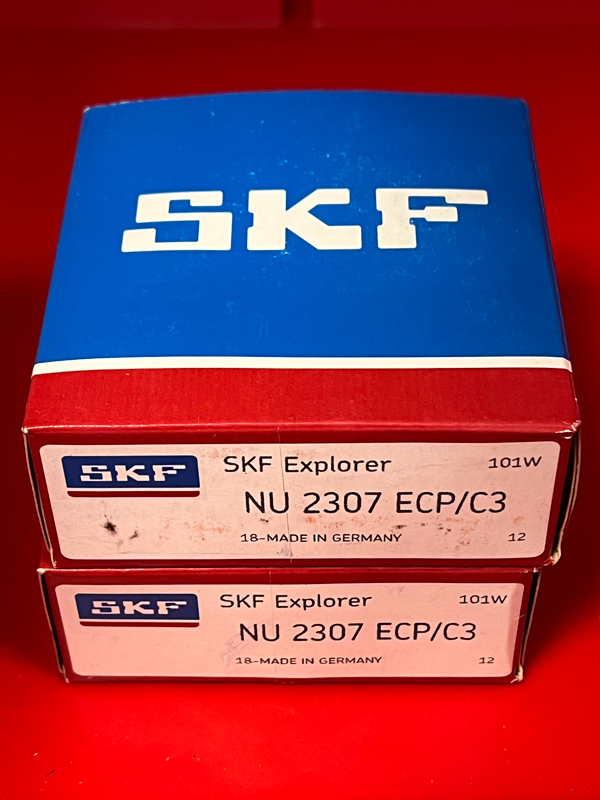 SKF
SKF
SKF Explorer
101W
NU 2307 ECP/C3
18-MADE IN GERMANY
12
SKF
SKF Explorer
101W
NU 2307 ECP/C3
18-MADE IN GERMANY
12